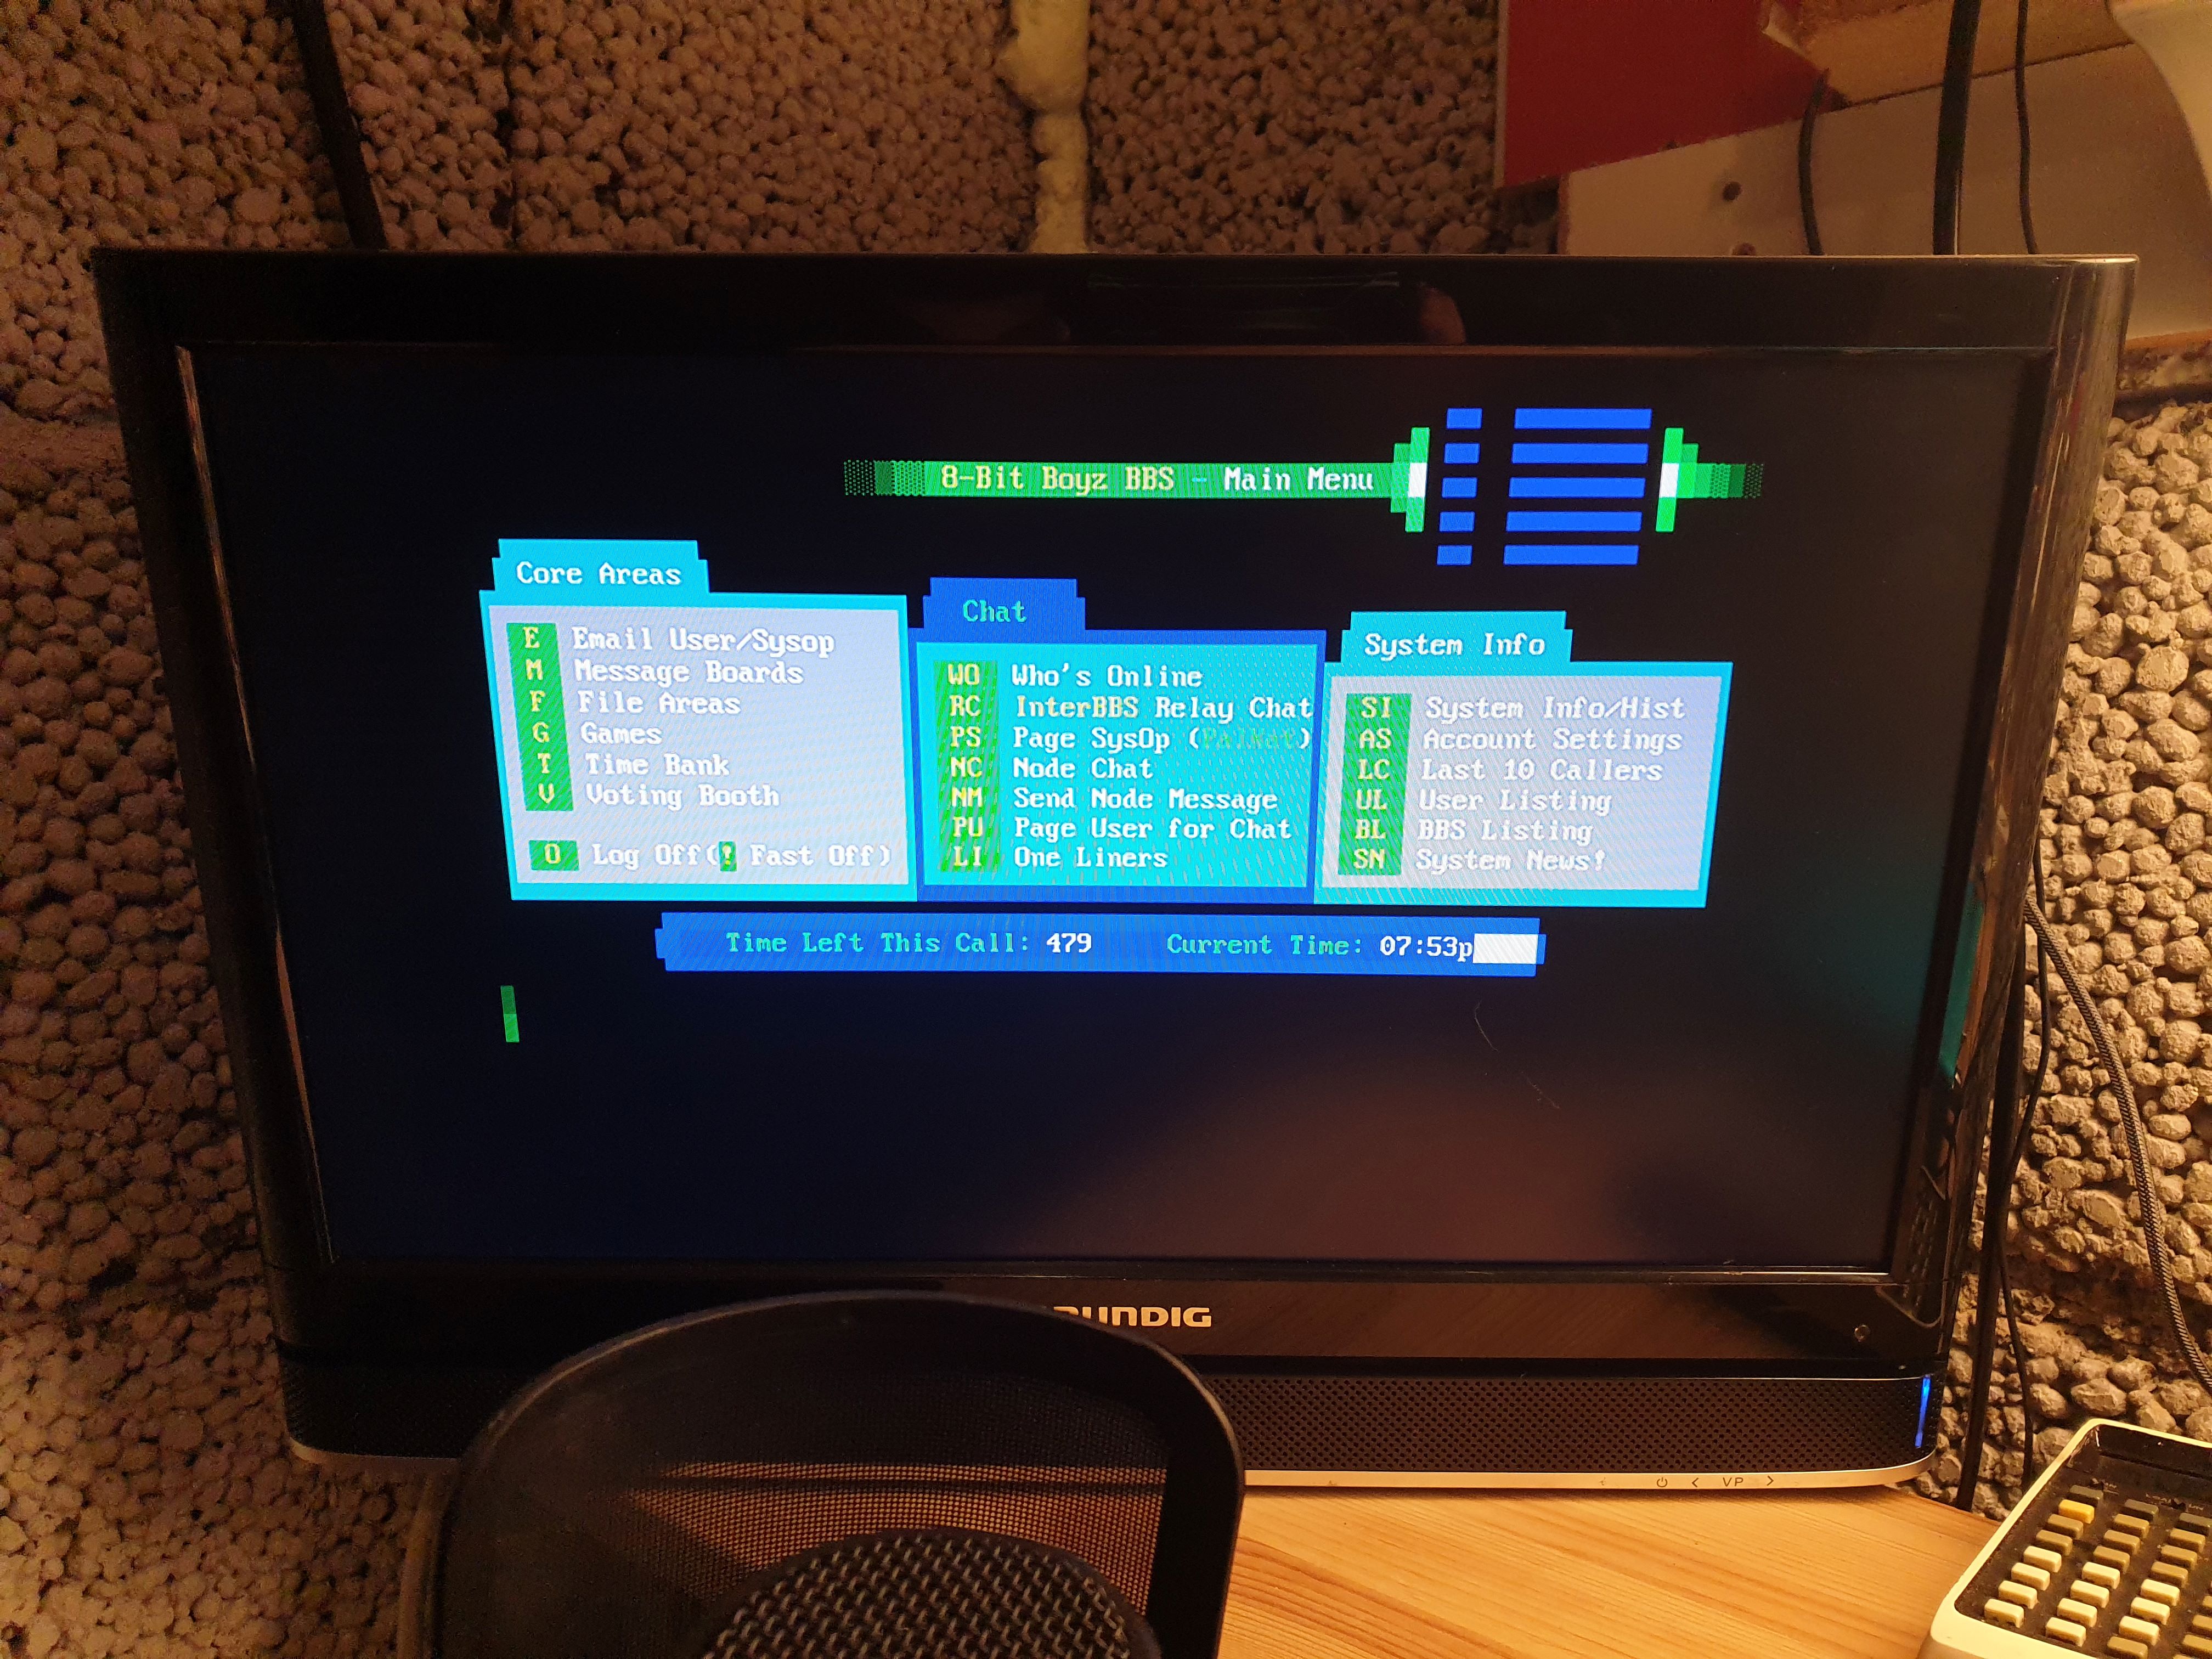 8-Bit Boyz BBS - Main Menu
Core Areas
E Email User/Sysop
M Message Boards
F File Areas
G Games
T Time Bank
V Voting Booth
O Log Off(! Fast Off)
Chat
WO Who's Online
RC InterBBS Relay Chat
PS Page SysOp (PalNet)
NC Node Chat
NM Send Node Message
PU Page User for Chat
LI One Liners
System Info
SI System Info/Hist
AS Account Settings
LC Last 10 Callers
UL User Listing
BL BBS Listing
SN System News!
Time Left This Call: 479 Current Time: 07:53p
UNDIG
< VP >